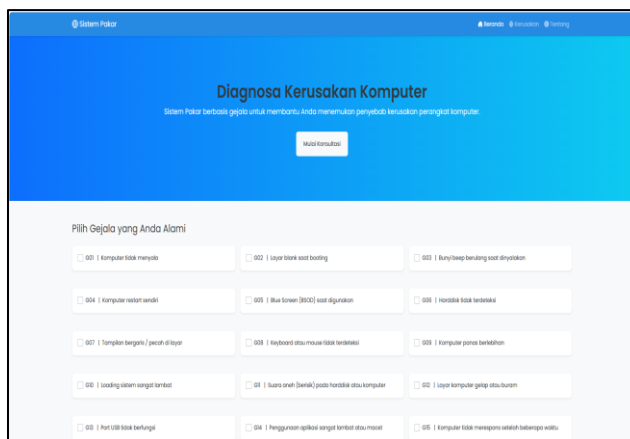 Sistem Pakar
Beranda Kerusakan Tentang
Diagnosa Kerusakan Komputer
Sistem Pakar berbasis gejala untuk membantu Anda menemukan penyebab kerusakan perangkat komputer.
Mulai Konsultasi
Pilih Gejala yang Anda Alami
G01 | Komputer tidak menyala
G02 | Layar blank saat booting
G03 | Bunyi beep berulang saat dinyalakan
G04 | Komputer restart sendiri
G05 | Blue Screen (BSOD) saat digunakan
G06 | Harddisk tidak terdeteksi
G07 | Tampilan bergaris / pecah di layar
G08 | Keyboard atau mouse tidak terdeteksi
G09 | Komputer panas berlebihan
G10 | Loading sistem sangat lambat
G11 | Suara aneh (berisik) pada harddisk atau komputer
G12 | Layar komputer gelap atau buram
G13 | Port USB tidak berfungsi
G14 | Penggunaan aplikasi sangat lambat atau macet
G15 | Komputer tidak merespons setelah beberapa waktu